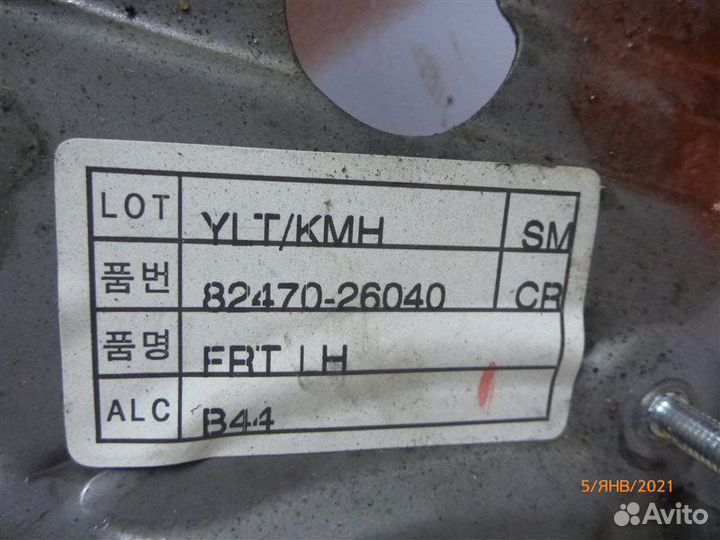 LOT YLT/KMH SM
품번 82470-26040 CR
품명 FRT LH
ALC B44
5/ЯНВ/2021
Avito